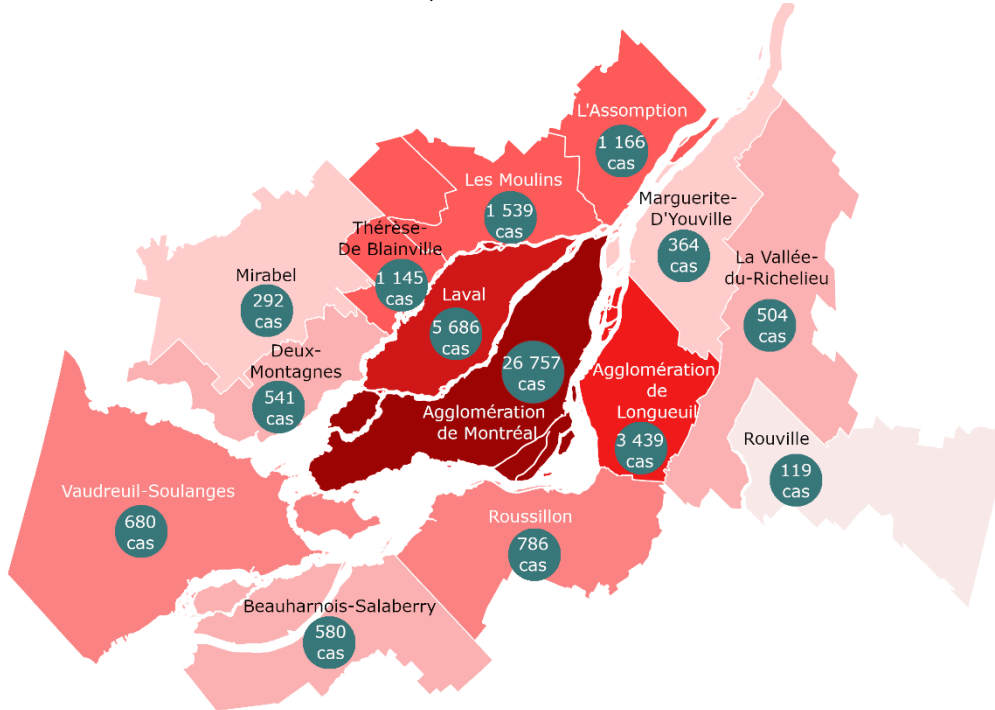 L'Assomption
1 166
cas
Les Moulins
1 539
cas
Marguerite-
D'Youville
364
cas
Thérèse-
De Blainville
1 145
cas
La Vallée-
du-Richelieu
504
cas
Mirabel
292
cas
Laval
5 686
cas
Deux-
Montagnes
541
cas
26 757
cas
Agglomération
de Montréal
Agglomération
de
Longueuil
3 439
cas
Rouville
119
cas
Vaudreuil-Soulanges
680
cas
Roussillon
786
cas
Beauharnois-Salaberry
580
cas